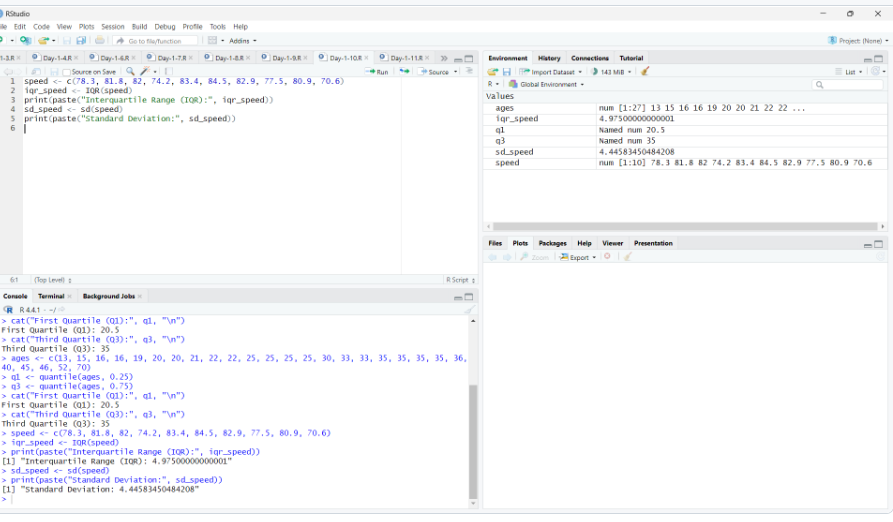 RStudio
File Edit Code View Plots Session Build Debug Profile Tools Help
Go to file/function Addins Project: (None)
1-3.R Day-1-4.R Day-1-5.R Day-1-6.R Day-1-7.R Day-1-8.R Day-1-9.R Day-1-10.R Day-1-11.R
Source on Save Run Source
1 speed <- c(78.3, 81.8, 82, 74.2, 83.4, 84.5, 82.9, 77.5, 80.9, 70.6)
2 iqr_speed <- IQR(speed)
3 print(paste("Interquartile Range (IQR):", iqr_speed))
4 sd_speed <- sd(speed)
5 print(paste("Standard Deviation:", sd_speed))
6
6:1 (Top Level) R Script
Console Terminal Background Jobs
R 4.4.1 · ~/
> cat("First Quartile (Q1):", q1, "\n")
First Quartile (Q1): 20.5
> cat("Third Quartile (Q3):", q3, "\n")
Third Quartile (Q3): 35
> ages <- c(13, 15, 16, 16, 19, 20, 20, 21, 22, 22, 25, 25, 25, 25, 30, 33, 33, 35, 35, 35, 35, 36,
40, 45, 46, 52, 70)
> q1 <- quantile(ages, 0.25)
> q3 <- quantile(ages, 0.75)
> cat("First Quartile (Q1):", q1, "\n")
First Quartile (Q1): 20.5
> cat("Third Quartile (Q3):", q3, "\n")
Third Quartile (Q3): 35
> speed <- c(78.3, 81.8, 82, 74.2, 83.4, 84.5, 82.9, 77.5, 80.9, 70.6)
> iqr_speed <- IQR(speed)
> print(paste("Interquartile Range (IQR):", iqr_speed))
[1] "Interquartile Range (IQR): 4.97500000000001"
> sd_speed <- sd(speed)
> print(paste("Standard Deviation:", sd_speed))
[1] "Standard Deviation: 4.44583450484208"
>
Environment History Connections Tutorial
Import Dataset 143 MiB List
R Global Environment
Values
ages num [1:27] 13 15 16 16 19 20 20 21 22 22 ...
iqr_speed 4.97500000000001
q1 Named num 20.5
q3 Named num 35
sd_speed 4.44583450484208
speed num [1:10] 78.3 81.8 82 74.2 83.4 84.5 82.9 77.5 80.9 70.6
Files Plots Packages Help Viewer Presentation
Zoom Export